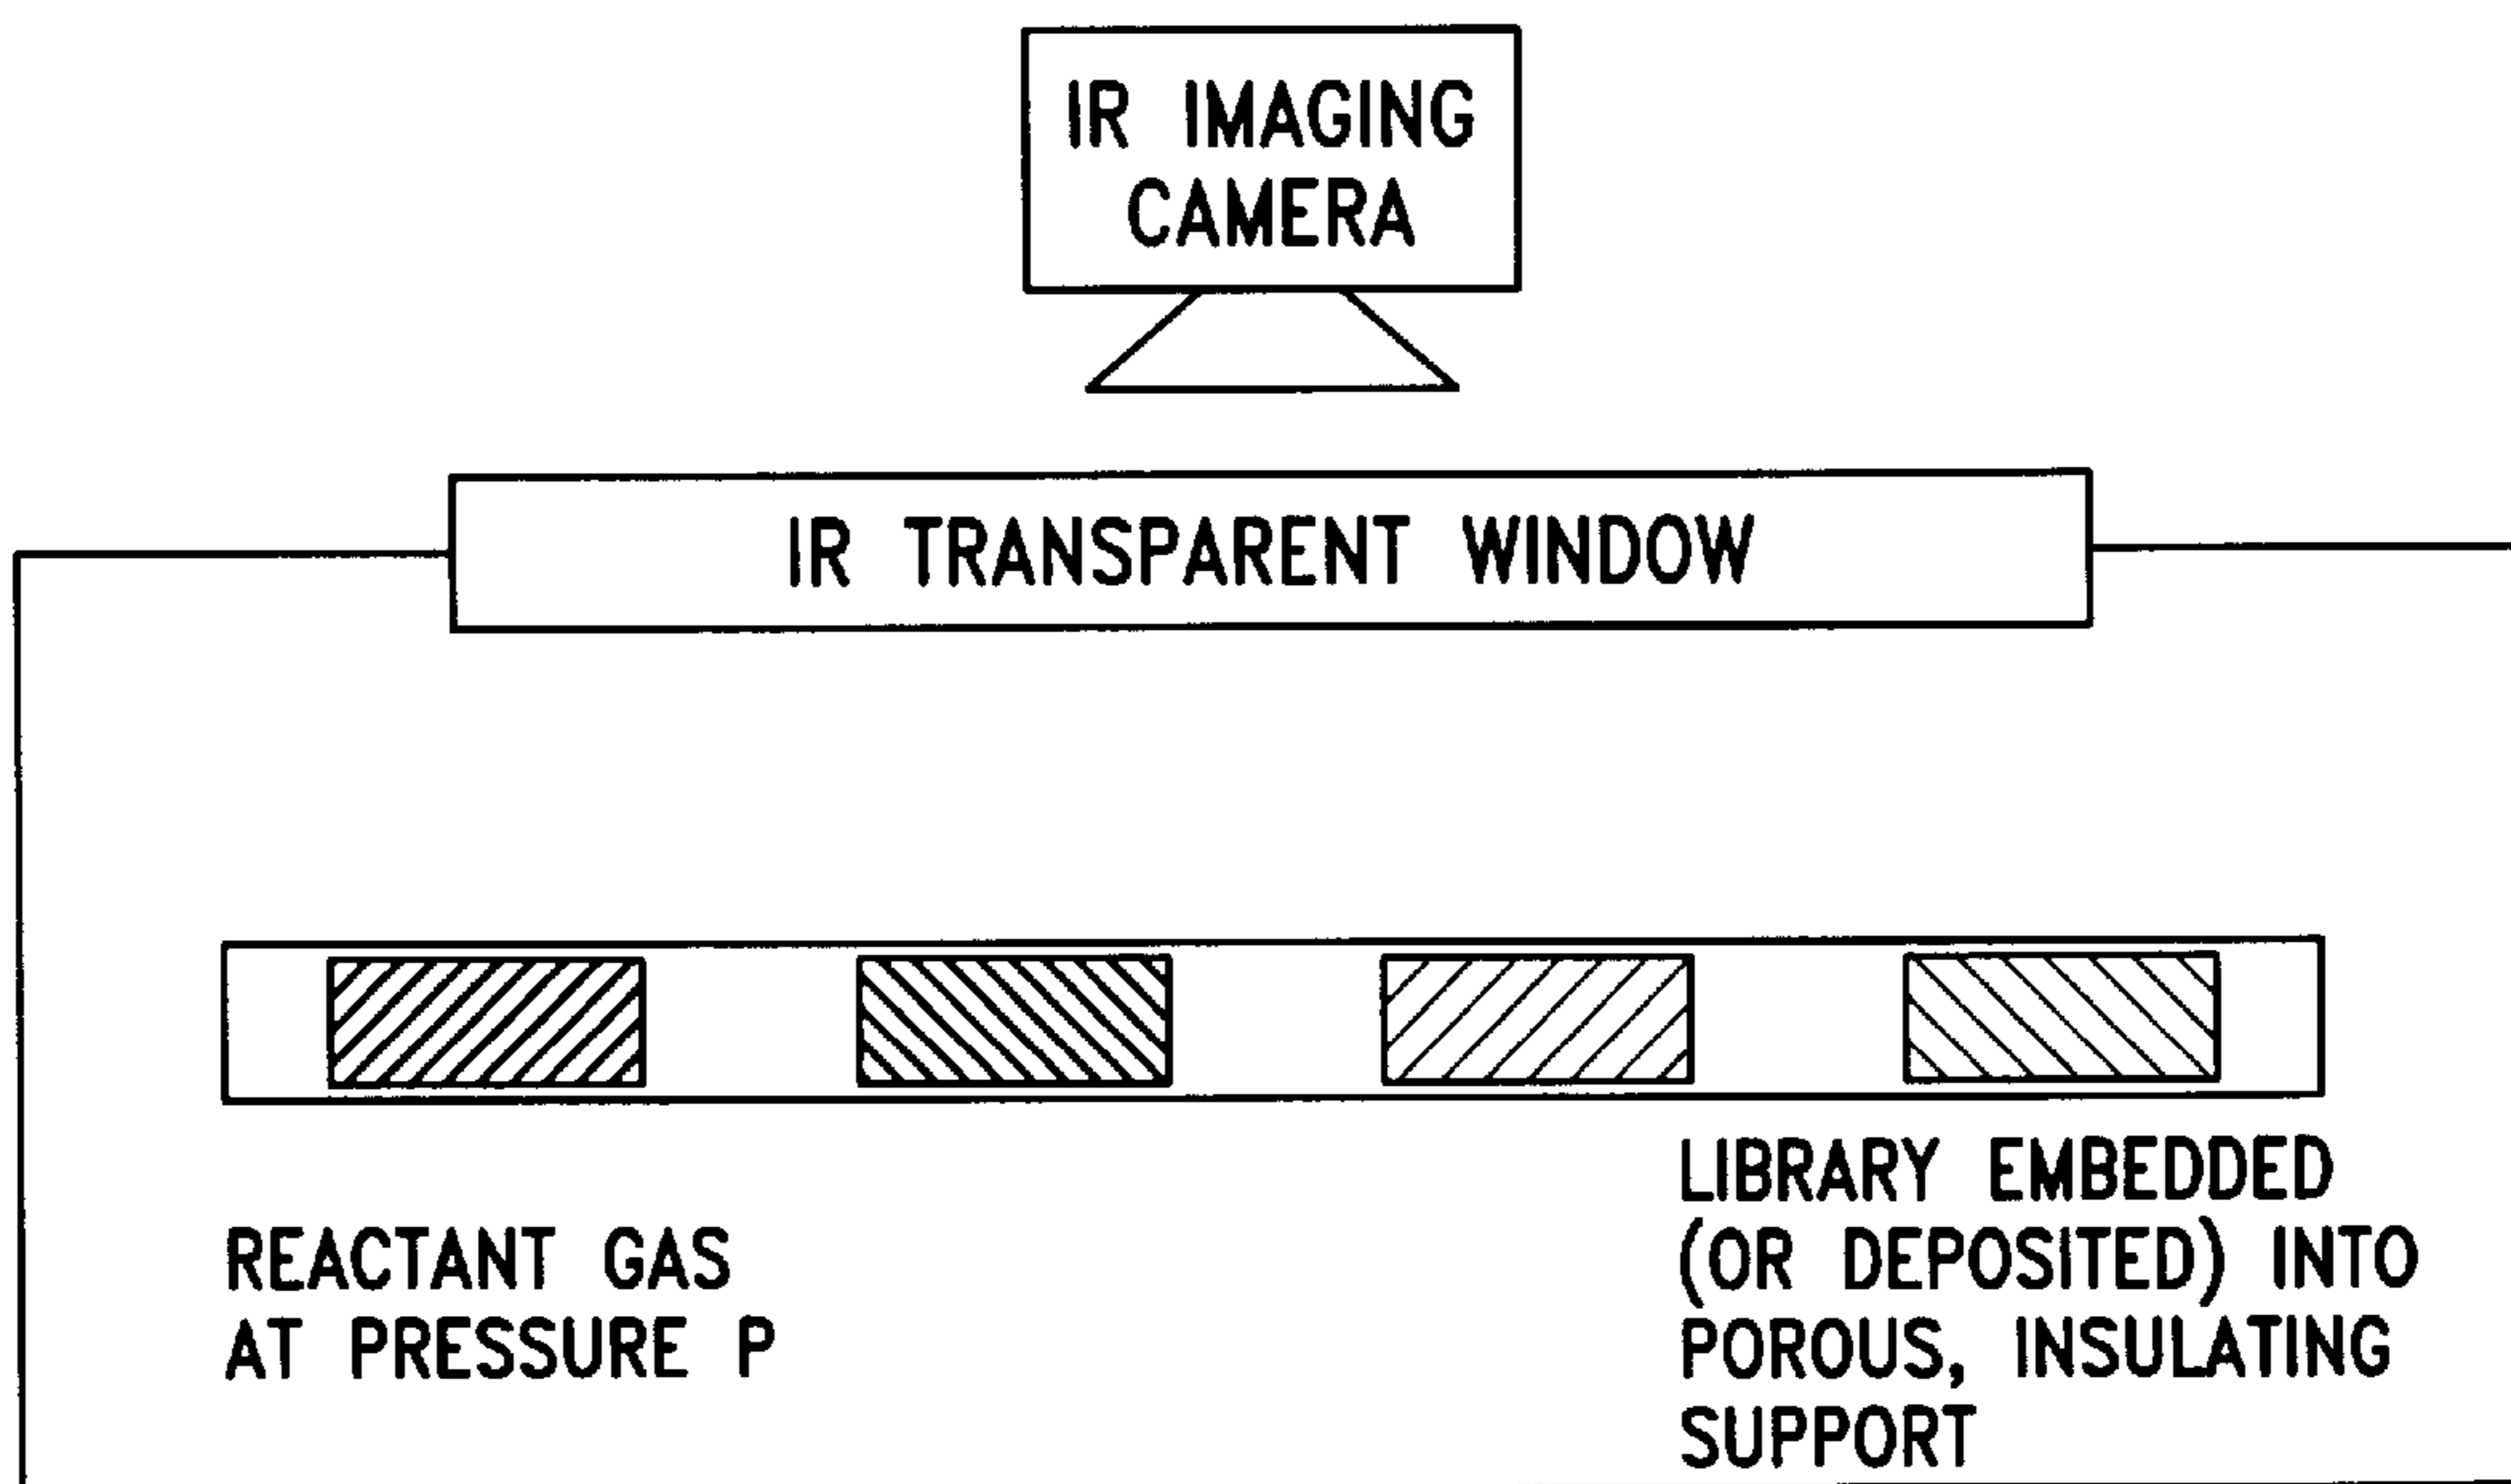 IR IMAGING
CAMERA
IR TRANSPARENT WINDOW
REACTANT GAS
AT PRESSURE P
LIBRARY EMBEDDED
(OR DEPOSITED) INTO
POROUS, INSULATING
SUPPORT